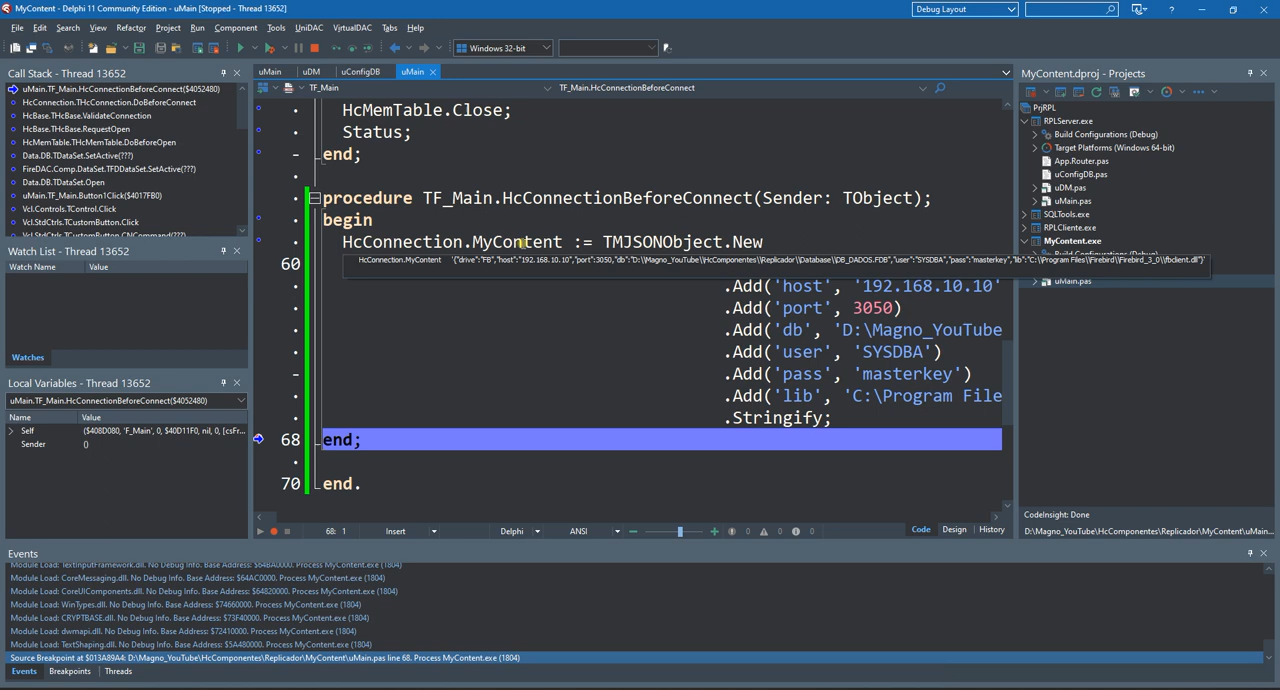 MyContent - Delphi 11 Community Edition - uMain [Stopped - Thread 13652]
Debug Layout
File Edit Search View Refactor Project Run Component Tools UniDAC VirtualDAC Tabs Help
Windows 32-bit
Call Stack - Thread 13652
uMain.TF_Main.HcConnectionBeforeConnect($4052480)
HcConnection.THcConnection.DoBeforeConnect
HcBase.THcBase.ValidateConnection
HcBase.THcBase.RequestOpen
HcMemTable.THcMemTable.DoBeforeOpen
Data.DB.TDataSet.SetActive(???)
FireDAC.Comp.DataSet.TFDDataSet.SetActive(???)
Data.DB.TDataSet.Open
uMain.TF_Main.Button1Click($4017FB0)
Vcl.Controls.TControl.Click
Vcl.StdCtrls.TCustomButton.Click
Vcl.StdCtrls.TCustomButton.CNCommand(???)
Watch List - Thread 13652
Watch Name Value
Watches
Local Variables - Thread 13652
uMain.TF_Main.HcConnectionBeforeConnect($4052480)
Name Value
Self ($408D080, 'F_Main', 0, $40D11F0, nil, 0, [csFr...
Sender ()
uMain uDM uConfigDB uMain
TF_Main TF_Main.HcConnectionBeforeConnect
HcMemTable.Close;
Status;
end;
procedure TF_Main.HcConnectionBeforeConnect(Sender: TObject);
begin
HcConnection.MyContent := TMJSONObject.New
HcConnection.MyContent '{"drive":"FB","host":"192.168.10.10","port":3050,"db":"D:\\Magno_YouTube\\HcComponentes\\Replicador\\Database\\DB_DADOS.FDB","user":"SYSDBA","pass":"masterkey","lib":"C:\\Program Files\\Firebird\\Firebird_3_0\\fbclient.dll"}'
60
.Add('host', '192.168.10.10'
.Add('port', 3050)
.Add('db', 'D:\Magno_YouTube
.Add('user', 'SYSDBA')
.Add('pass', 'masterkey')
.Add('lib', 'C:\Program File
.Stringify;
68 end;
70 end.
68: 1 Insert Delphi ANSI 0 0 0 Code Design History
MyContent.dproj - Projects
PrjRPL
RPLServer.exe
Build Configurations (Debug)
Target Platforms (Windows 64-bit)
App.Router.pas
uConfigDB.pas
uDM.pas
uMain.pas
SQLTools.exe
MyClient.exe
MyContent.exe
uMain.pas
CodeInsight: Done
D:\Magno_YouTube\HcComponentes\Replicador\MyContent\uMain...
Events
Module Load: TextInputFramework.dll. No Debug Info. Base Address: $64BA0000. Process MyContent.exe (1804)
Module Load: CoreMessaging.dll. No Debug Info. Base Address: $64AC0000. Process MyContent.exe (1804)
Module Load: CoreUIComponents.dll. No Debug Info. Base Address: $64820000. Process MyContent.exe (1804)
Module Load: WinTypes.dll. No Debug Info. Base Address: $74660000. Process MyContent.exe (1804)
Module Load: CRYPTBASE.dll. No Debug Info. Base Address: $73F40000. Process MyContent.exe (1804)
Module Load: dwmapi.dll. No Debug Info. Base Address: $72410000. Process MyContent.exe (1804)
Module Load: TextShaping.dll. No Debug Info. Base Address: $5A480000. Process MyContent.exe (1804)
Source Breakpoint at $013A89A4: D:\Magno_YouTube\HcComponentes\Replicador\MyContent\uMain.pas line 68. Process MyContent.exe (1804)
Events Breakpoints Threads